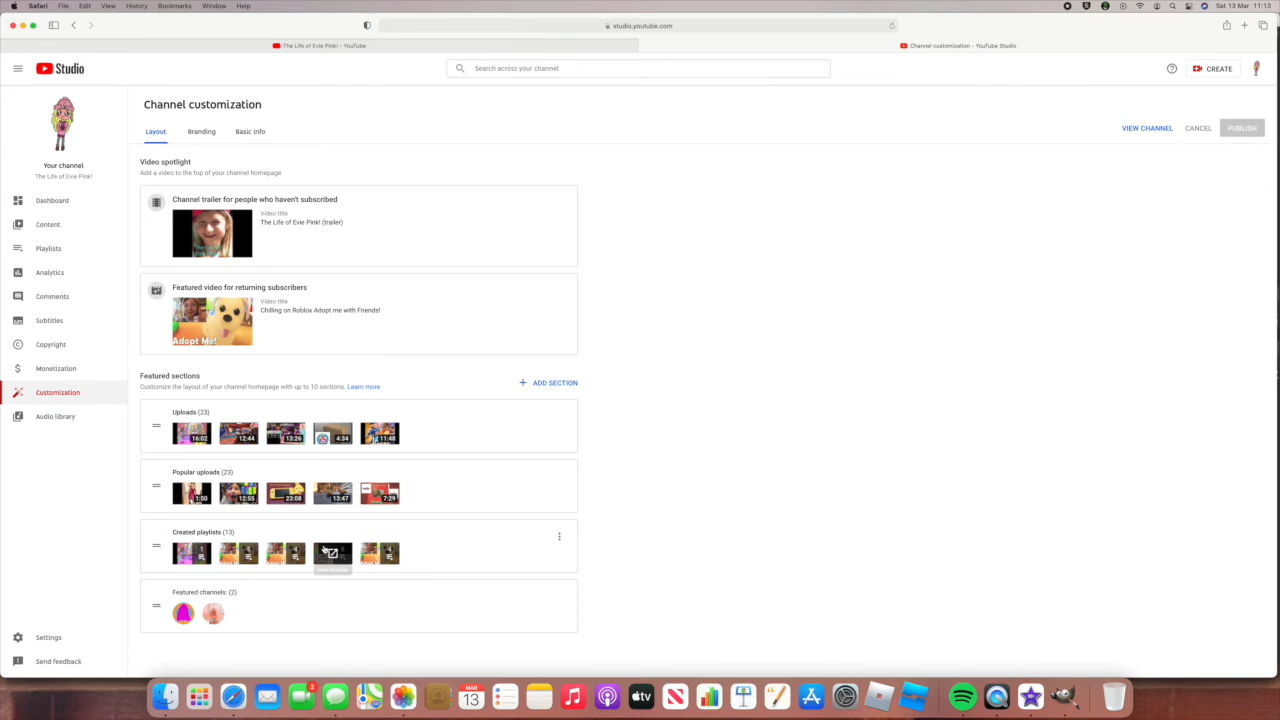 Safari File Edit View History Bookmarks Window Help
Sat 13 Mar 11:13
studio.youtube.com
The Life of Evie Pink! - YouTube
Channel customization - YouTube Studio
Studio
Search across your channel
CREATE
Channel customization
Layout Branding Basic info
VIEW CHANNEL CANCEL PUBLISH
Your channel
The Life of Evie Pink!
Dashboard
Content
Playlists
Analytics
Comments
Subtitles
Copyright
Monetization
Customization
Audio library
Settings
Send feedback
Video spotlight
Add a video to the top of your channel homepage
Channel trailer for people who haven't subscribed
Video title
The Life of Evie Pink! (trailer)
Featured video for returning subscribers
Video title
Chilling on Roblox Adopt me with Friends!
Adopt Me!
Featured sections
Customize the layout of your channel homepage with up to 10 sections. Learn more
ADD SECTION
Uploads (23)
16:02 12:44 13:26 4:34 11:48
Popular uploads (23)
1:50 12:55 23:08 13:47 7:29
Created playlists (13)
Featured channels: (2)
2
MAR
13
tv